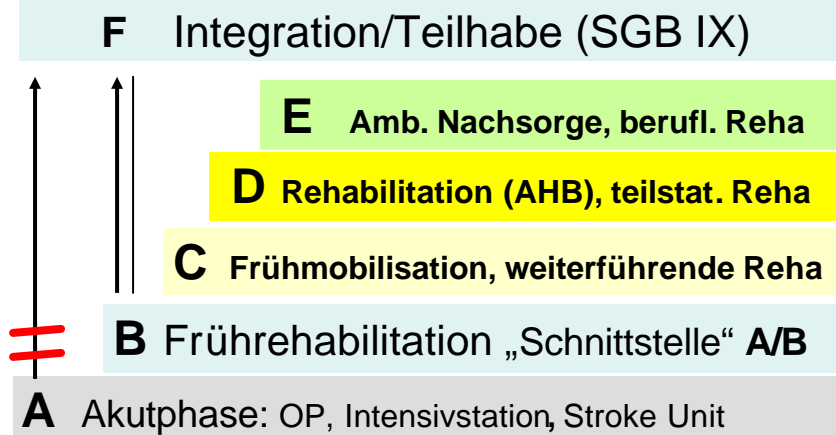 F Integration/Teilhabe (SGB IX)
E Amb. Nachsorge, berufl. Reha
D Rehabilitation (AHB), teilstat. Reha
C Frühmobilisation, weiterführende Reha
B Frührehabilitation „Schnittstelle“ A/B
A Akutphase: OP, Intensivstation, Stroke Unit